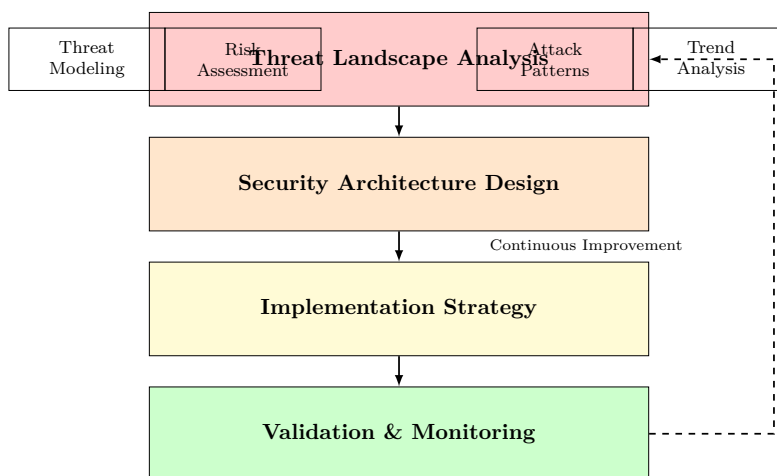 Threat
Modeling
Risk
Assessment
Threat Landscape Analysis
Attack
Patterns
Trend
Analysis
Security Architecture Design
Continuous Improvement
Implementation Strategy
Validation & Monitoring